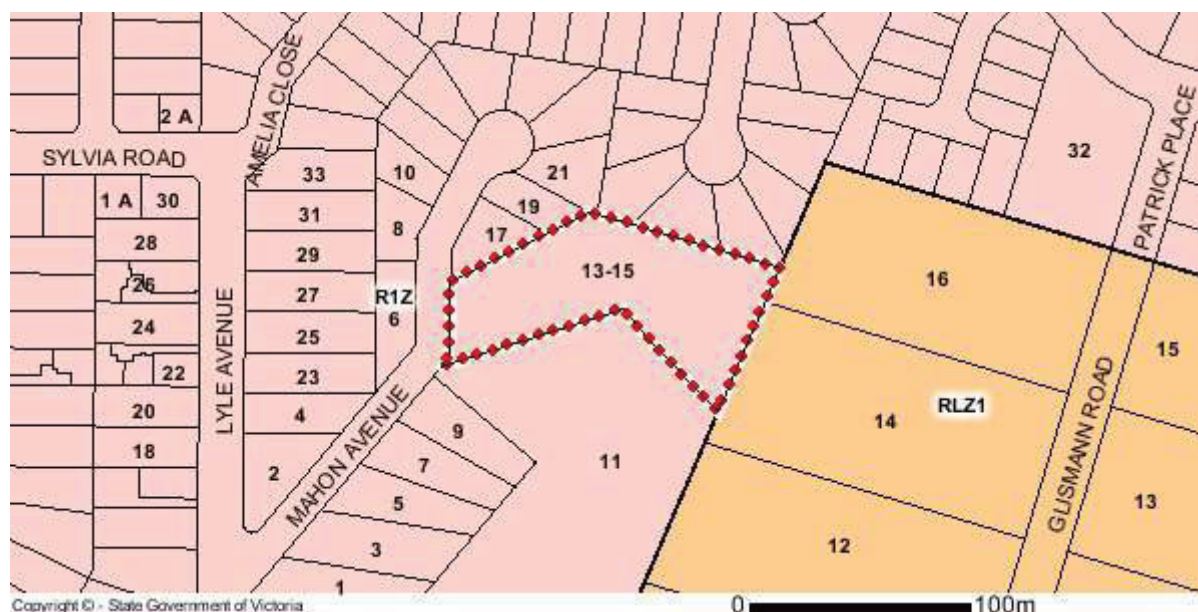 AMELIA CLOSE
2 A
SYLVIA ROAD
PATRICK PLACE
32
33
10
21
1 A
30
31
19
28
8
17
29
13-15
26
27
R1Z
6
16
24
25
LYLE AVENUE
22
23
15
20
4
MAHON AVENUE
9
14
RLZ1
GLISMANN ROAD
18
2
7
11
5
13
3
12
1
Copyright © - State Government of Victoria
0
100m